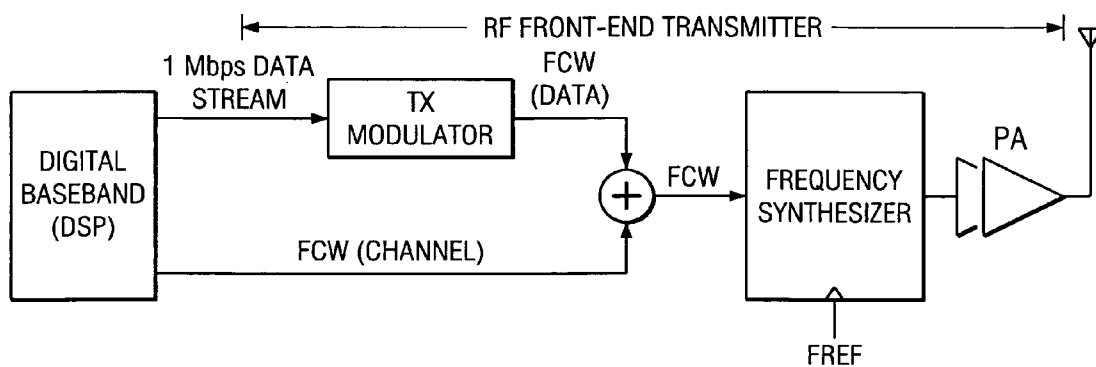 RF FRONT-END TRANSMITTER
1 Mbps DATA
STREAM
FCW
(DATA)
TX
MODULATOR
PA
DIGITAL
BASEBAND
(DSP)
+
FCW
FREQUENCY
SYNTHESIZER
FCW (CHANNEL)
FREF